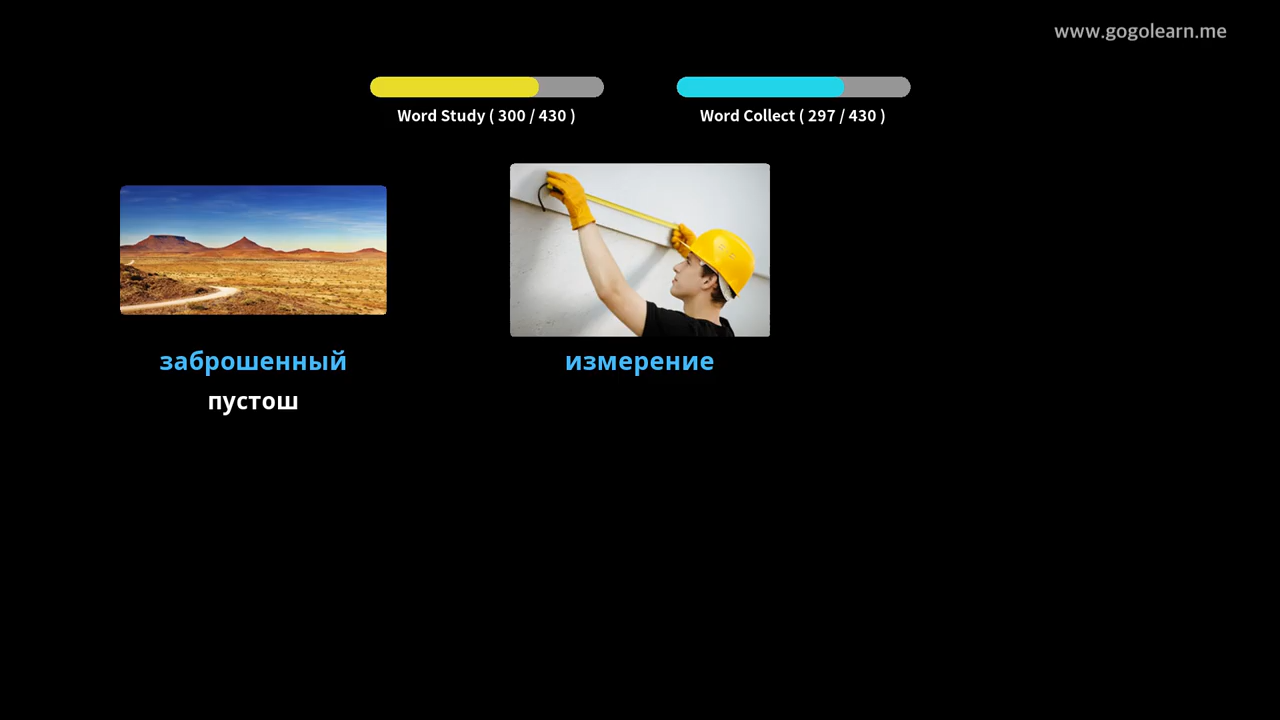 www.gogolearn.me
Word Study ( 300 / 430 )
Word Collect ( 297 / 430 )
заброшенный
пустош
измерение